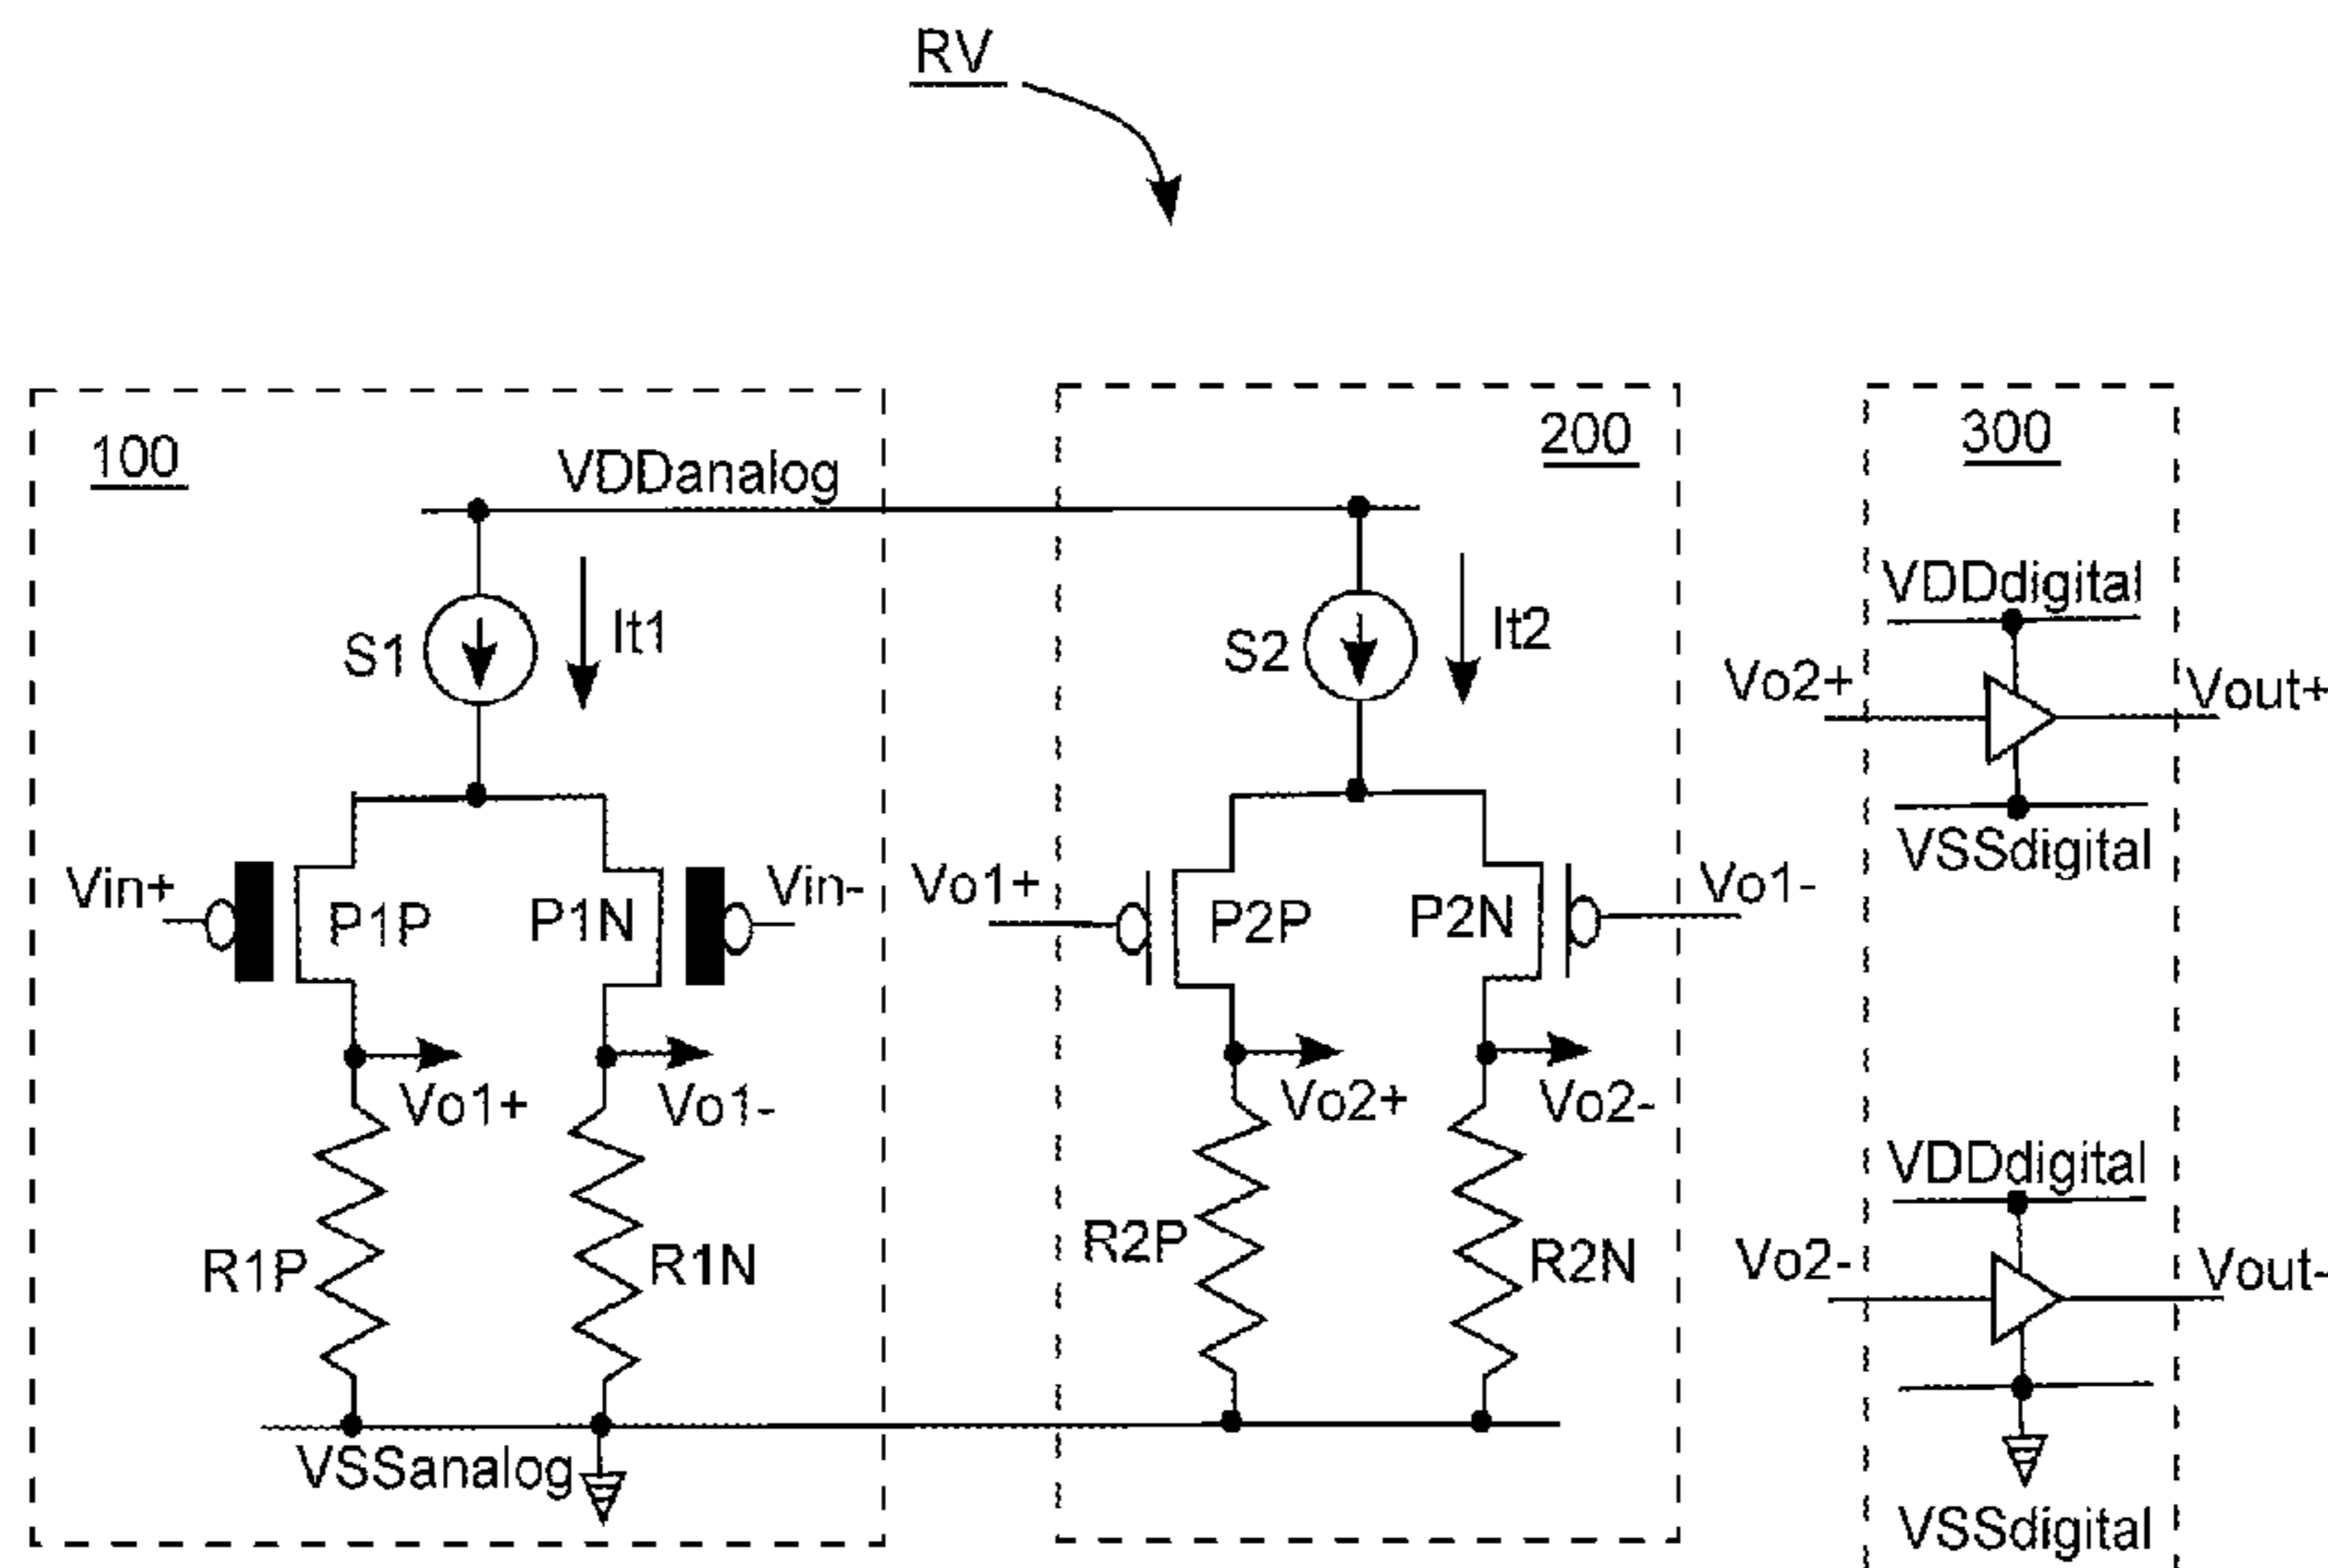 RV
100
VDDanalog
S1
It1
Vin+
P1P
P1N
Vin-
Vo1+
Vo1-
R1P
R1N
VSSanalog
200
S2
It2
Vo1+
P2P
P2N
Vo1-
Vo2+
Vo2-
R2P
R2N
300
VDDdigital
Vo2+
Vout+
VSSdigital
VDDdigital
Vo2-
Vout-
VSSdigital